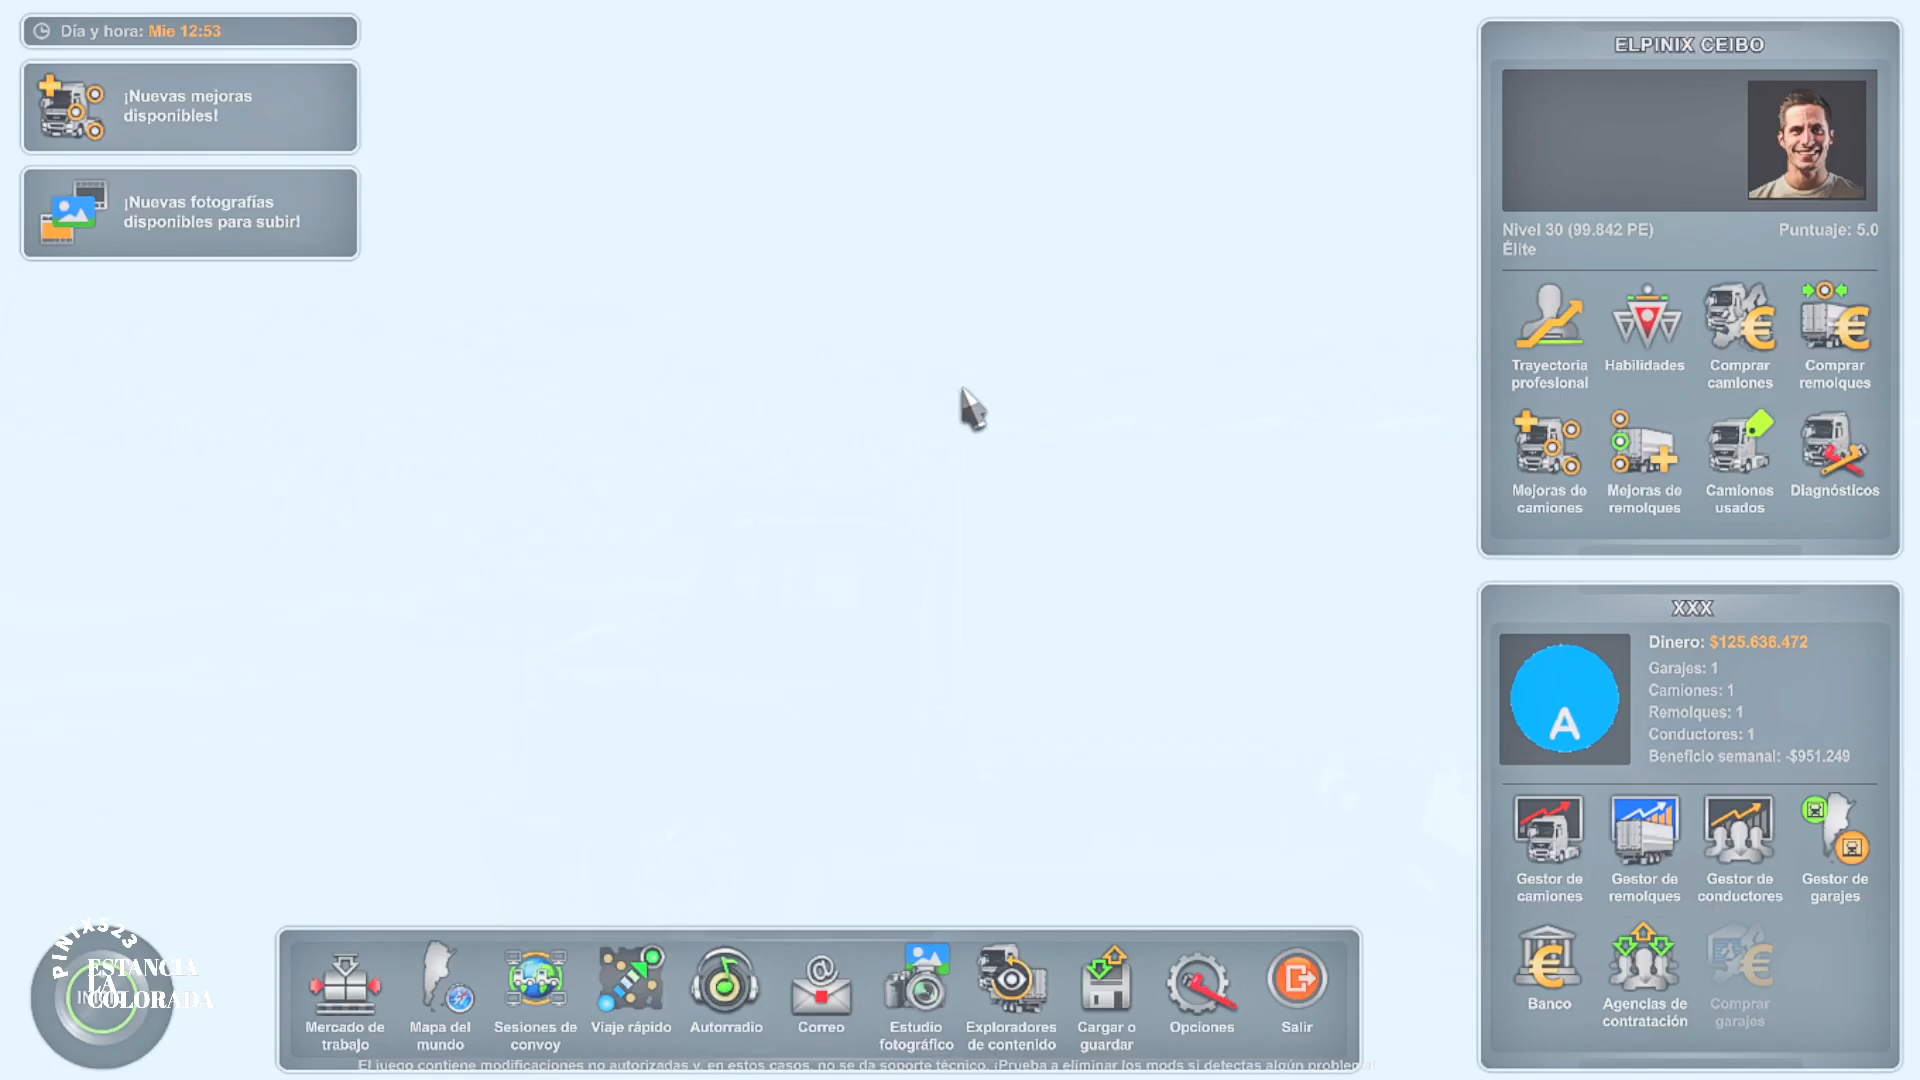 Día y hora: Mie 12:53
¡Nuevas mejoras
disponibles!
¡Nuevas fotografías
disponibles para subir!
ELPINIX CEIBO
Nivel 30 (99.842 PE)
Puntuaje: 5.0
Élite
Trayectoria
profesional
Habilidades
Comprar
camiones
Comprar
remolques
Mejoras de
camiones
Mejoras de
remolques
Camiones
usados
Diagnósticos
XXX
A
Dinero: $125.636.472
Garajes: 1
Camiones: 1
Remolques: 1
Conductores: 1
Beneficio semanal: -$951.249
Gestor de
camiones
Gestor de
remolques
Gestor de
conductores
Gestor de
garajes
Banco
Agencias de
contratación
Comprar
garajes
PINIX523
ESTANCIA
LA
COLORADA
Mercado de
trabajo
Mapa del
mundo
Sesiones de
convoy
Viaje rápido
Autorradio
Correo
Estudio
fotográfico
Exploradores
de contenido
Cargar o
guardar
Opciones
Salir
El juego contiene modificaciones no autorizadas y, en estos casos, no se da soporte técnico. ¡Prueba a eliminar los mods si detectas algún problema!